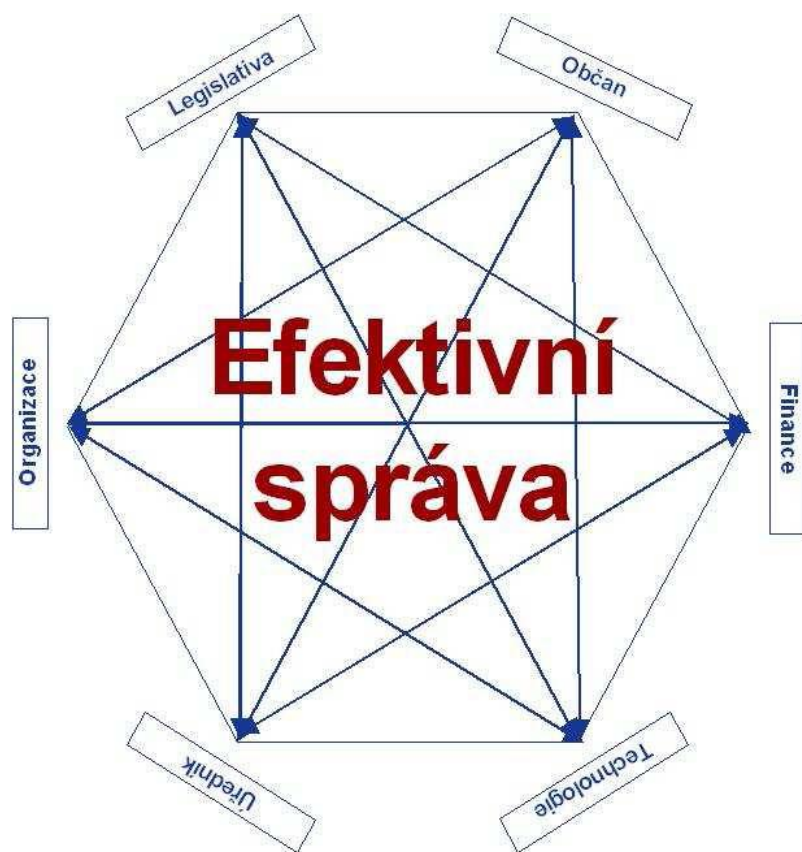 Legislativa
Občan
Efektivní
správa
Organizace
Finance
Úředník
Technologie